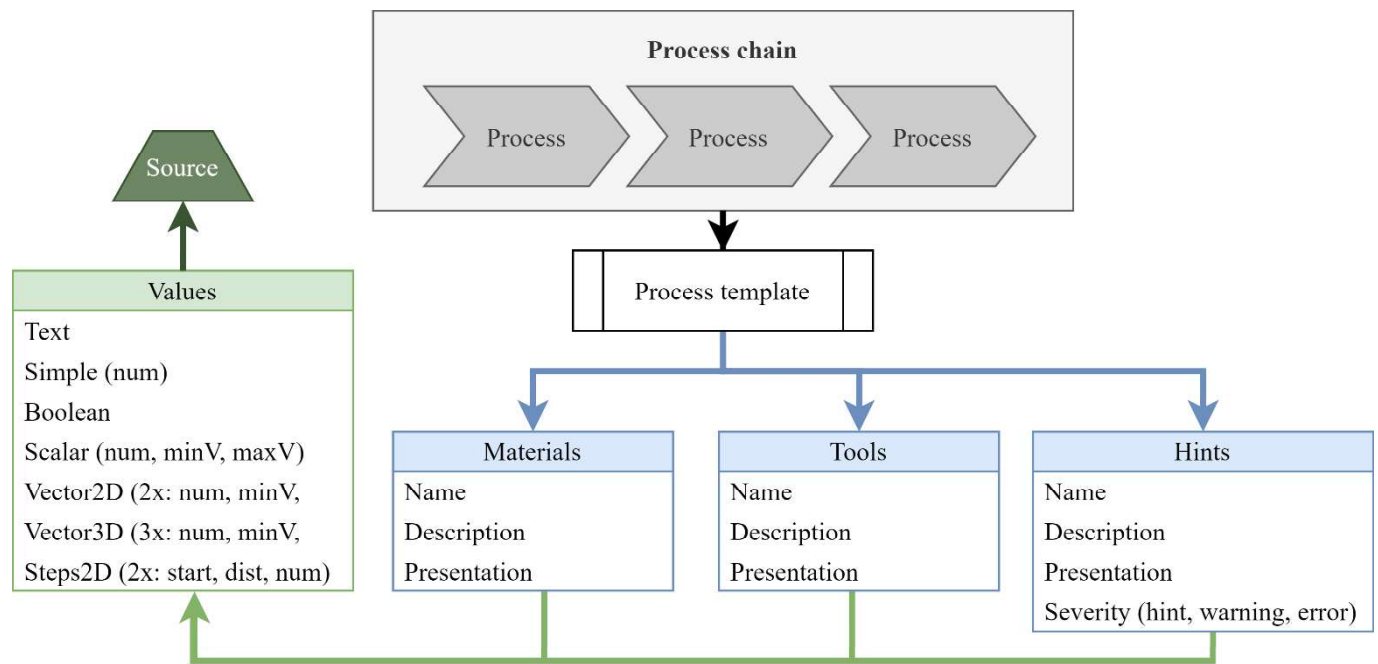 Process chain
Process
Process
Process
Source
Process template
Values
Text
Simple (num)
Boolean
Scalar (num, minV, maxV)
Vector2D (2x: num, minV,
Vector3D (3x: num, minV,
Steps2D (2x: start, dist, num)
Materials
Name
Description
Presentation
Tools
Name
Description
Presentation
Hints
Name
Description
Presentation
Severity (hint, warning, error)